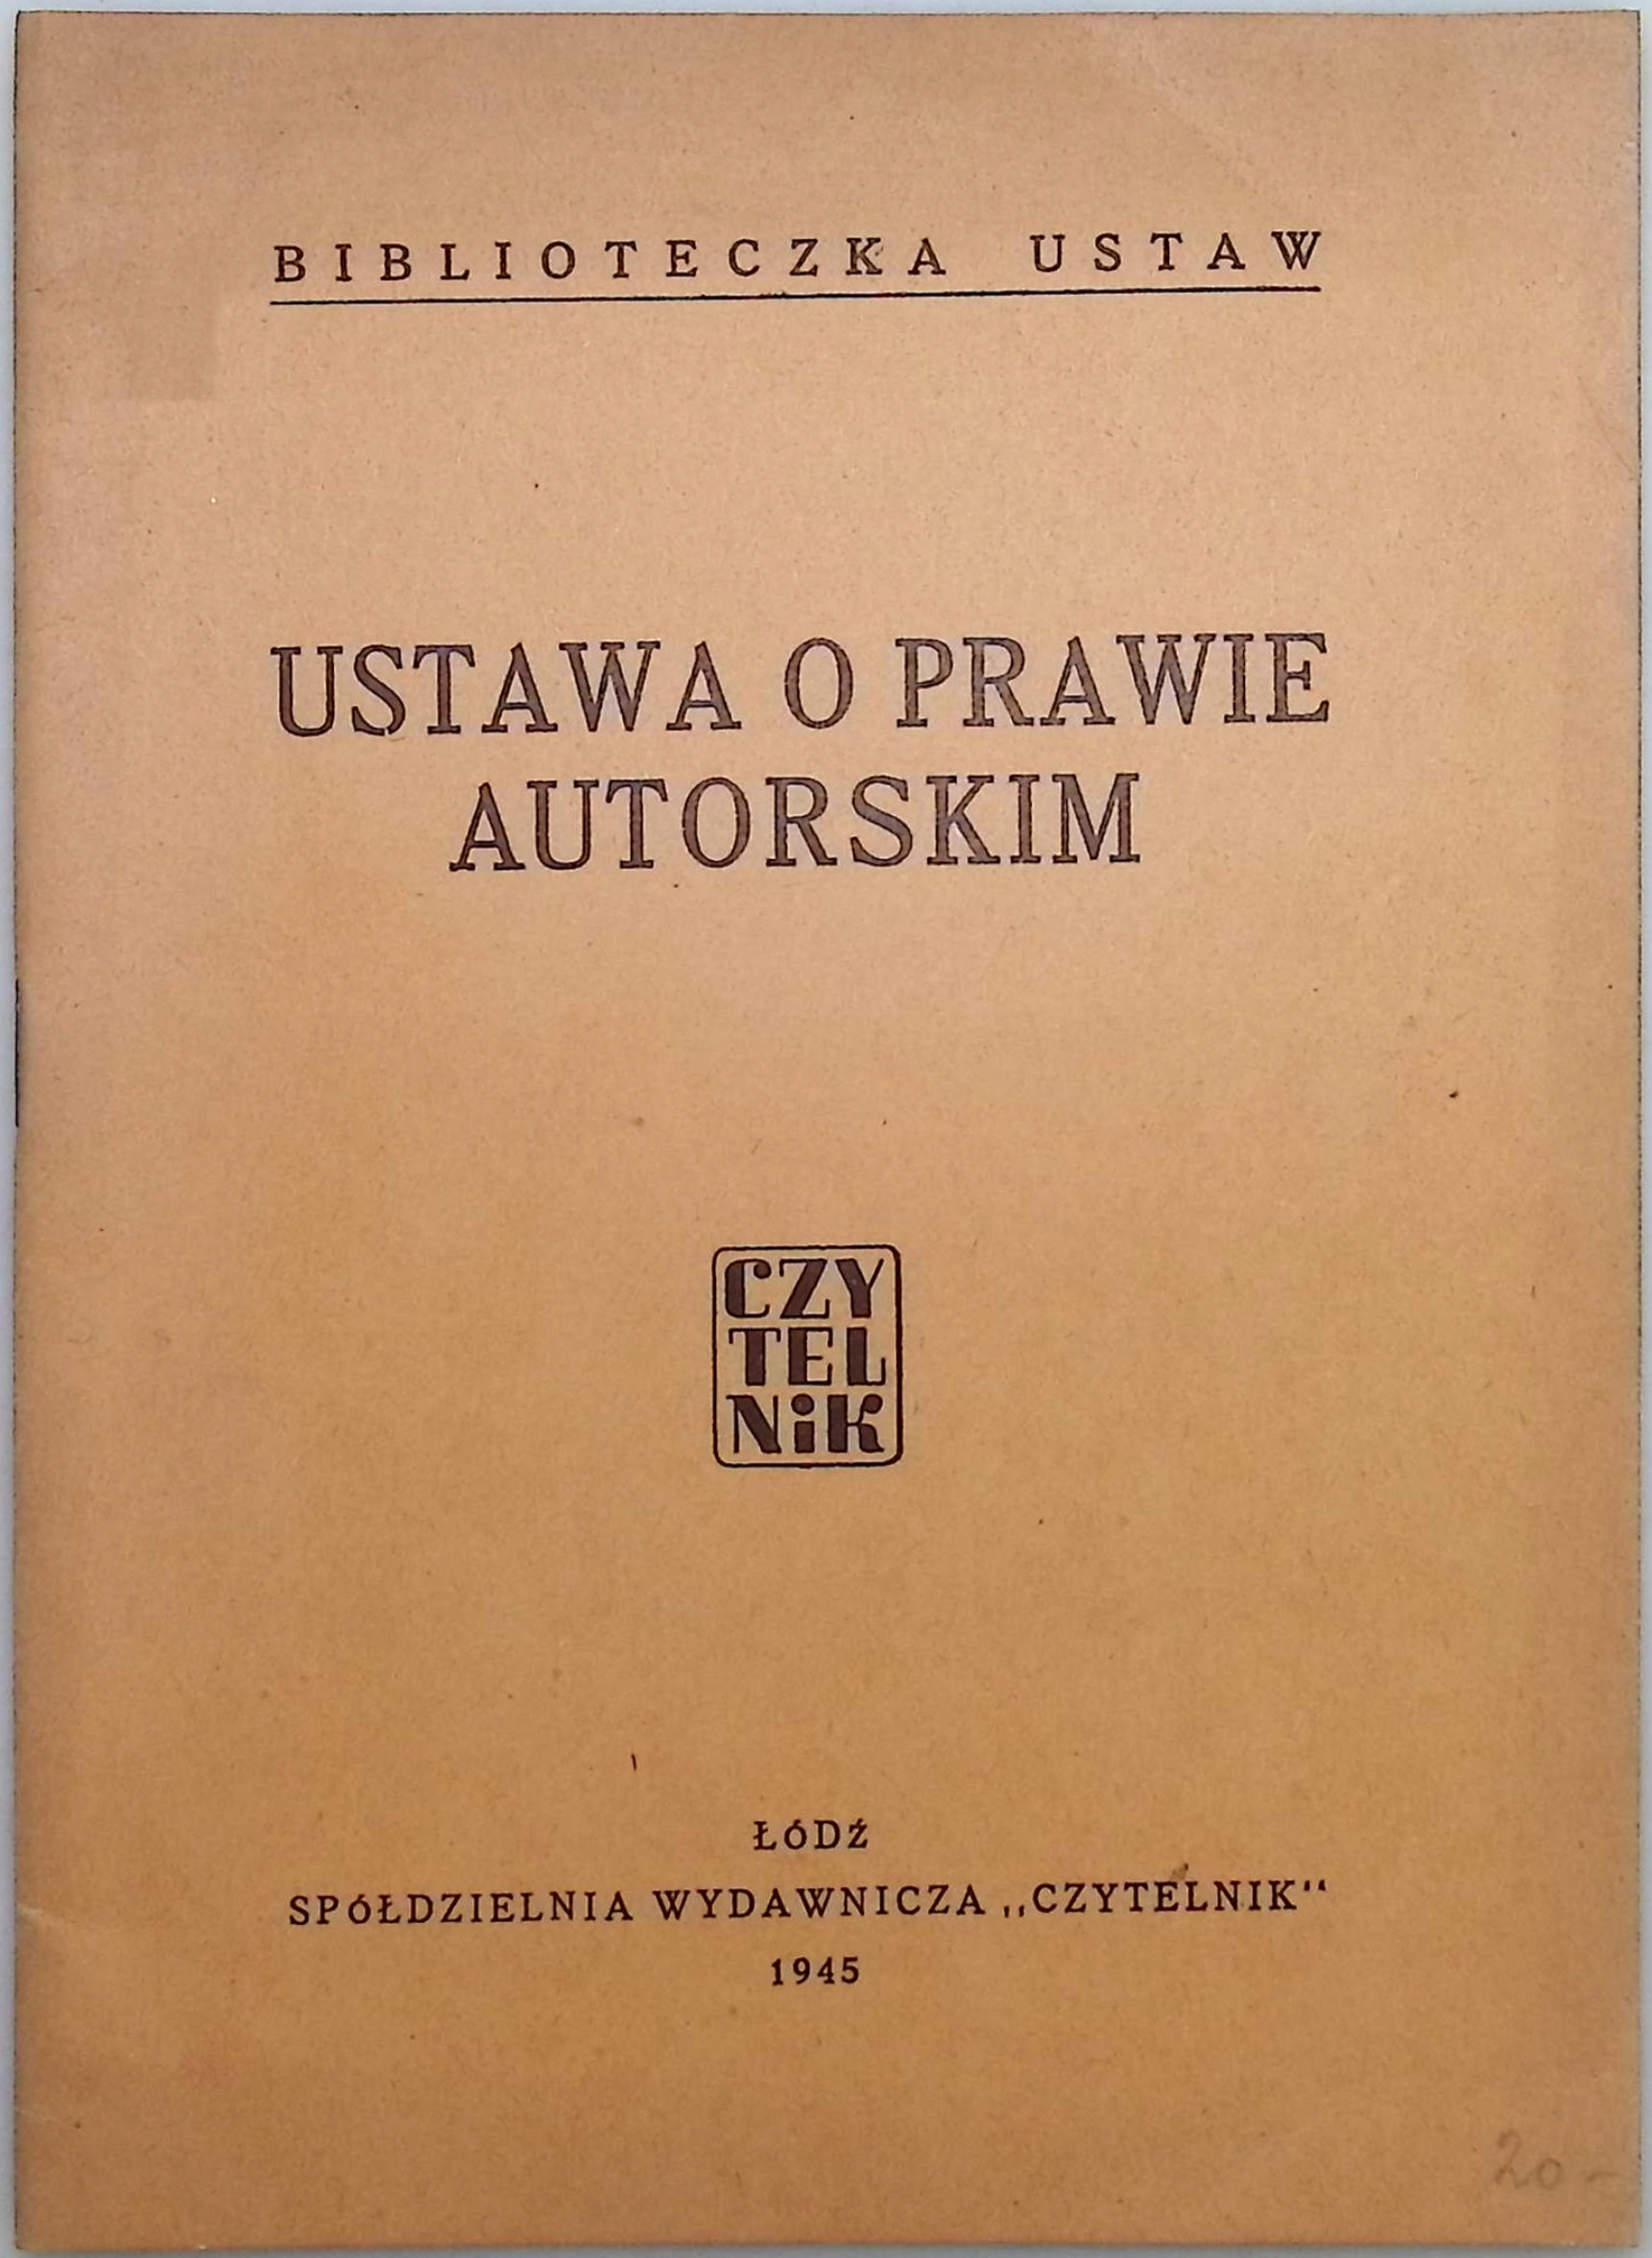 BIBLIOTECZKA USTAW
USTAWA O PRAWIE
AUTORSKIM
CZY
TEL
NiK
ŁÓDŹ
SPÓŁDZIELNIA WYDAWNICZA „CZYTELNIK“
1945
20-